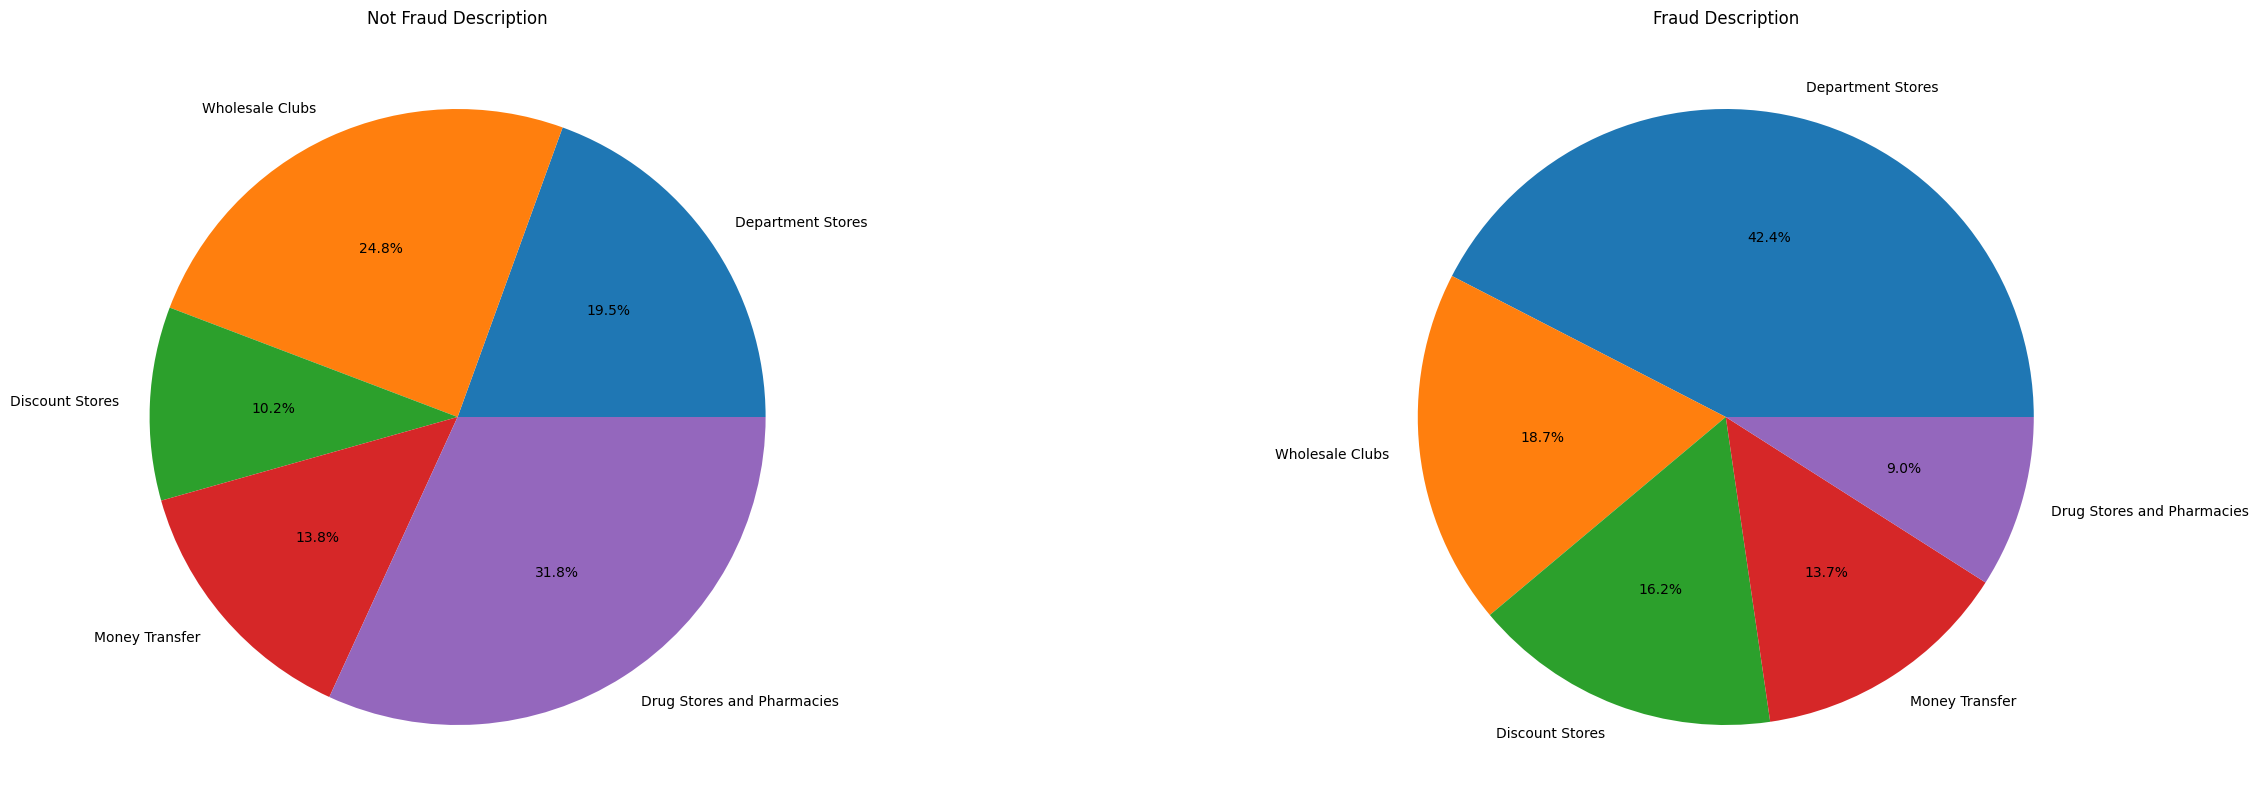 Not Fraud Description
Wholesale Clubs
24.8%
Department Stores
19.5%
Discount Stores
10.2%
Money Transfer
13.8%
31.8%
Drug Stores and Pharmacies
Fraud Description
Department Stores
42.4%
Wholesale Clubs
18.7%
9.0%
Drug Stores and Pharmacies
16.2%
Discount Stores
13.7%
Money Transfer